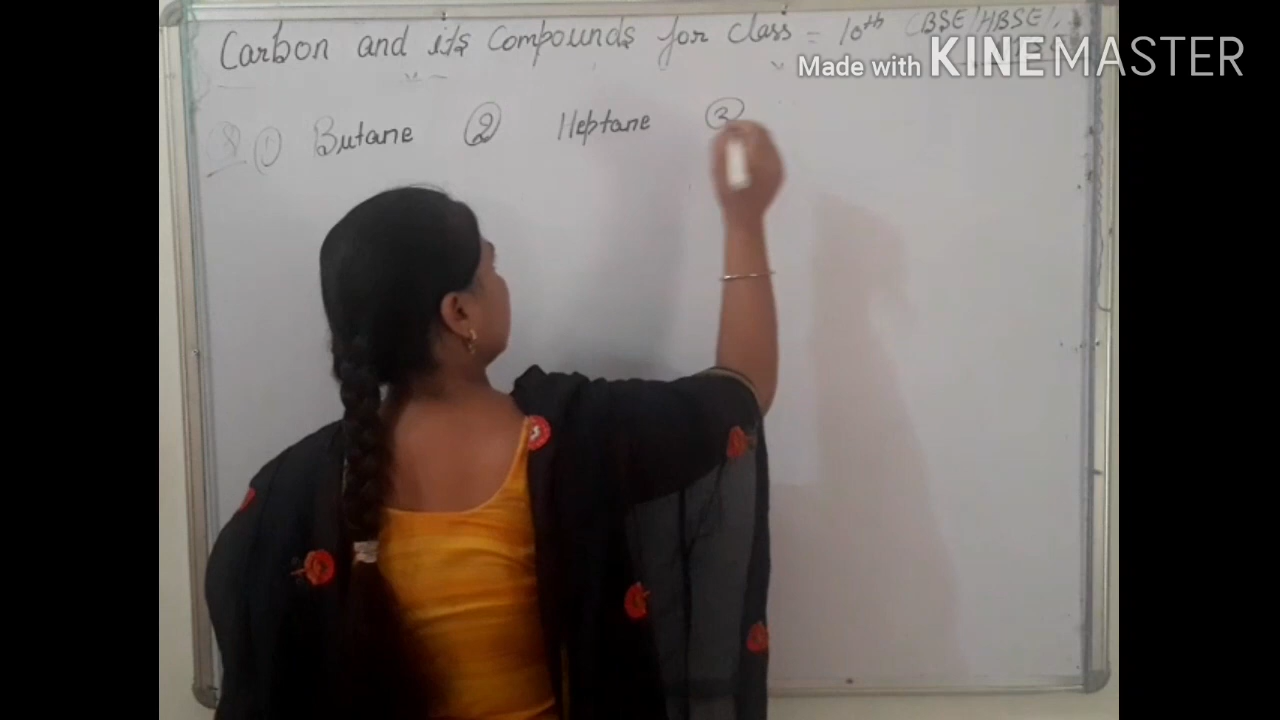 Carbon and its Compounds for class = 10th CBSE/HBSE/
Made with KINEMASTER
① Butane ② Heptane ③